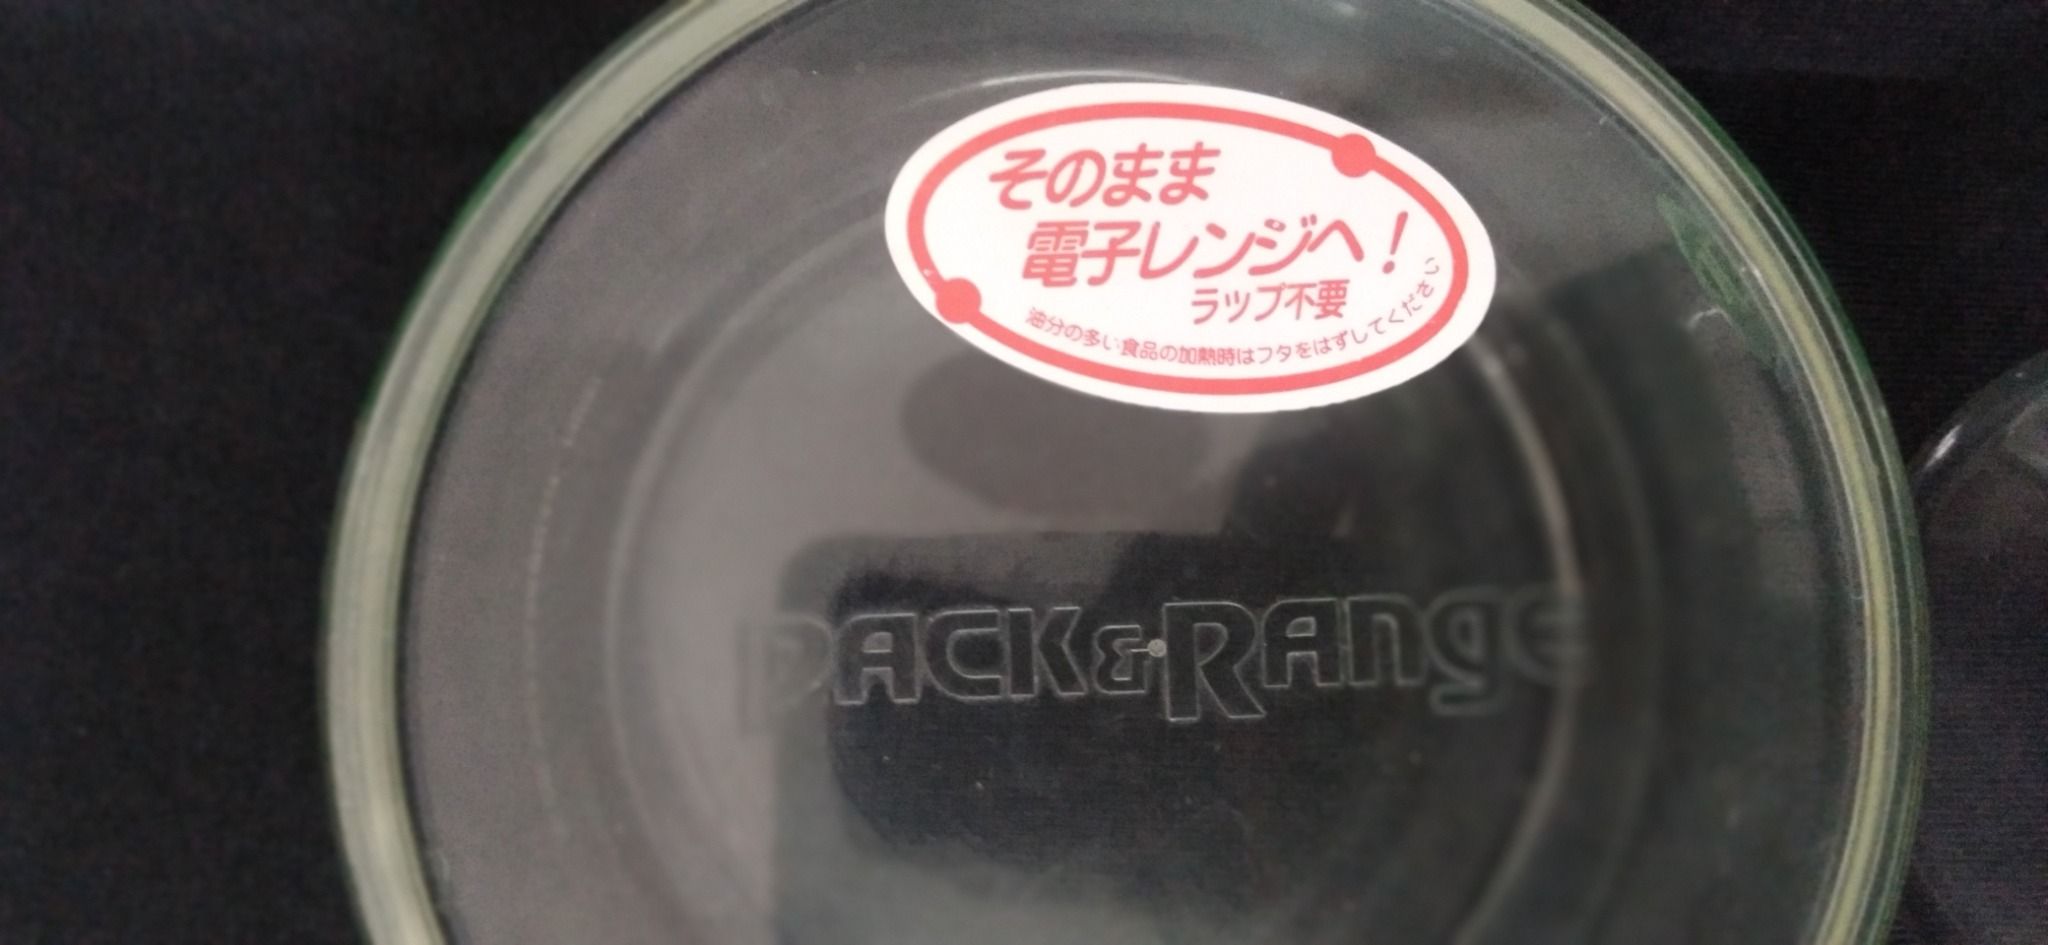 そのまま
電子レンジへ!
ラップ不要
油分の多い食品の加熱時はフタをはずしてください
PACK&RAnge